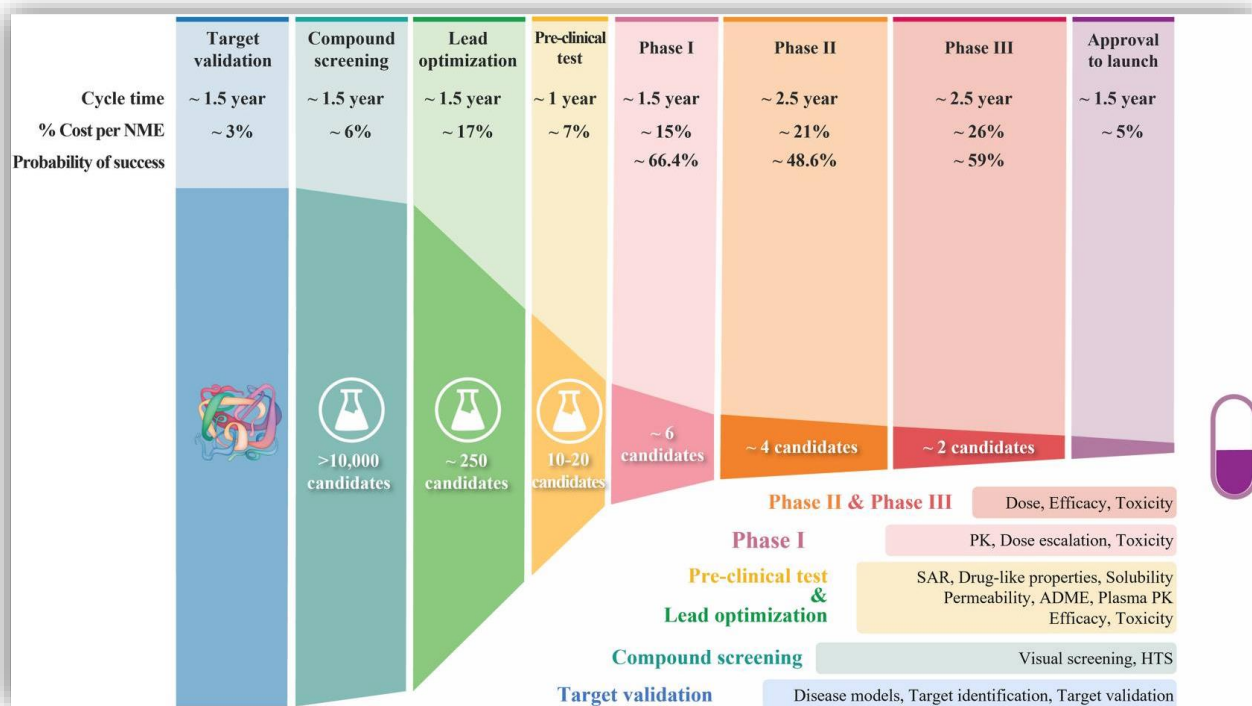 Target validation
Compound screening
Lead optimization
Pre-clinical test
Phase I
Phase II
Phase III
Approval to launch
Cycle time ~ 1.5 year ~ 1.5 year ~ 1.5 year ~ 1 year ~ 1.5 year ~ 2.5 year ~ 2.5 year ~ 1.5 year
% Cost per NME ~ 3% ~ 6% ~ 17% ~ 7% ~ 15% ~ 21% ~ 26% ~ 5%
Probability of success ~ 66.4% ~ 48.6% ~ 59%
>10,000
candidates
~ 250
candidates
10-20
candidates
~ 6
candidates
~ 4 candidates
~ 2 candidates
Phase II & Phase III
Dose, Efficacy, Toxicity
Phase I
PK, Dose escalation, Toxicity
Pre-clinical test
&
Lead optimization
SAR, Drug-like properties, Solubility
Permeability, ADME, Plasma PK
Efficacy, Toxicity
Compound screening
Visual screening, HTS
Target validation
Disease models, Target identification, Target validation